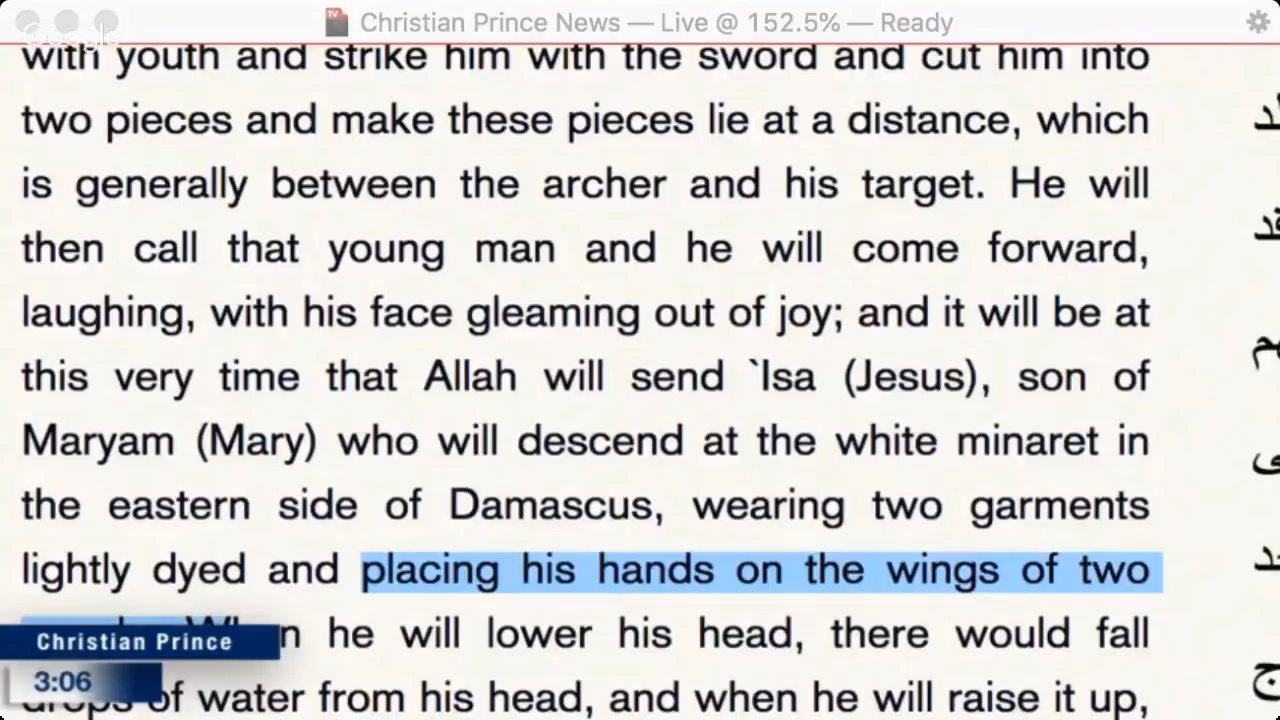 Christian Prince News — Live @ 152.5% — Ready
Google
with youth and strike him with the sword and cut him into
two pieces and make these pieces lie at a distance, which
is generally between the archer and his target. He will
then call that young man and he will come forward,
laughing, with his face gleaming out of joy; and it will be at
this very time that Allah will send `Isa (Jesus), son of
Maryam (Mary) who will descend at the white minaret in
the eastern side of Damascus, wearing two garments
lightly dyed and placing his hands on the wings of two
he will lower his head, there would fall
Christian Prince
3:06
drops of water from his head, and when he will raise it up,